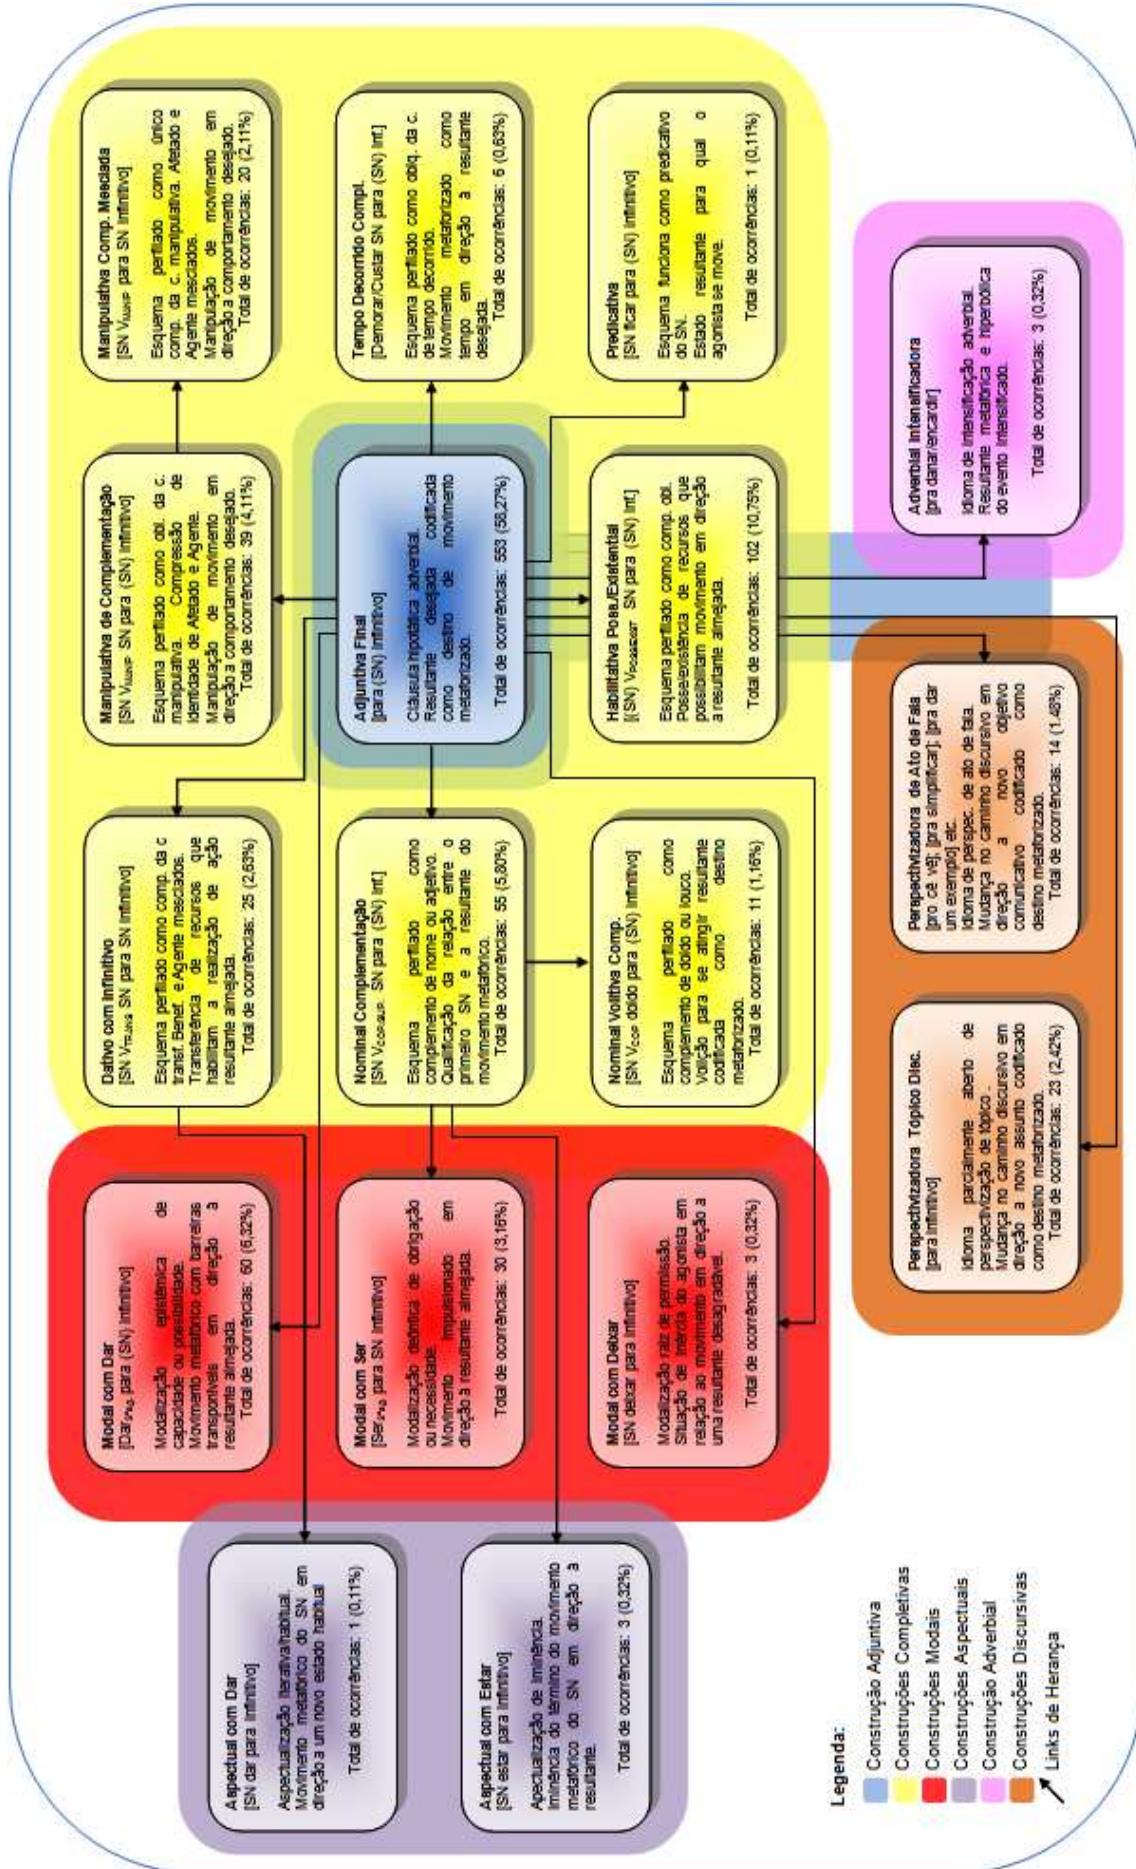 Aspectual com Dar
[SN dar para Infinitivo]
Aspectualização iterativa/habitual.
Movimento metafórico do SN em
direção a um novo estado habitual
Total de ocorrências: 1 (0,11%)
Aspectual com Estar
[SN estar para Infinitivo]
Apectualização de iminência.
Iminência do término do movimento
metafórico do SN em direção à
resultante.
Total de ocorrências: 3 (0,32%)
Modal com Dar
para (SN) Infinitivo]
Modalização epistêmica de
capacidade ou possibilidade.
Movimento metafórico com barreiras
transponíveis em direção à
resultante almejada.
Total de ocorrências: 60 (6,32%)
Modal com Ser
para SN Infinitivo]
Modalização deôntica de obrigação
ou necessidade.
Movimento impulsionado em
direção à resultante almejada.
Total de ocorrências: 30 (3,16%)
Modal com Deixar
[SN deixar para Infinitivo]
Modalização raiz de permissão.
Situação de inércia do agonista em
relação ao movimento em direção a
uma resultante desagradável.
Total de ocorrências: 3 (0,32%)
Dativo com Infinitivo
[SN VTRANS SN para SN Infinitivo]
Esquema perfilado como comp. da c
transf. Benef. e Agente mesclados.
Transferência de recursos que
habilitam a realização de ação
resultante almejada.
Total de ocorrências: 25 (2,63%)
Nominal Complementação
[SN VCOP/SUP. SN para (SN) Inf.]
Esquema perfilado como
complemento de nome ou adjetivo.
Qualificação da relação entre o
primeiro SN e a resultante do
movimento metafórico.
Total de ocorrências: 55 (5,80%)
Nominal Volitiva Comp.
[SN VCOP doido para (SN) Infinitivo]
Esquema perfilado como
complemento de doido ou louco.
Volição para se atingir resultante
codificada como destino
metaforizado.
Total de ocorrências: 11 (1,16%)
Manipulativa de Complementação
[SN VMANIP SN para (SN) Infinitivo]
Esquema perfilado como obl. da c.
manipulativa. Compressão de
Identidade de Afetado e Agente.
Manipulação de movimento em
direção a comportamento desejado.
Total de ocorrências: 39 (4,11%)
Adjuntiva Final
[para (SN) Infinitivo]
Cláusula hipotática adverbial.
Resultante desejada codificada
como destino de movimento
metaforizado.
Total de ocorrências: 553 (58,27%)
Habilitativa Poss./Existential
[(SN) VPOSS/EXIST SN para (SN) Inf.]
Esquema perfilado como comp. obl.
Posse/existência de recursos que
possibilitam movimento em direção
a resultante almejada.
Total de ocorrências: 102 (10,75%)
Manipulativa Comp. Mesclada
[SN VMANIP para SN Infinitivo]
Esquema perfilado como único
comp. da c. manipulativa. Afetado e
Agente mesclados.
Manipulação de movimento em
direção a comportamento desejado.
Total de ocorrências: 20 (2,11%)
Tempo Decorrido Compl.
[Demorar/Custar SN para (SN) Inf.]
Esquema perfilado como oblq. da c.
de tempo decorrido.
Movimento metaforizado como
tempo em direção a resultante
desejada.
Total de ocorrências: 6 (0,63%)
Predicativa
[SN ficar para (SN) Infinitivo]
Esquema funciona como predicativo
do SN.
Estado resultante para qual o
agonista se move.
Total de ocorrências: 1 (0,11%)
Perspectivizadora Tópico Disc.
[para Infinitivo]
Idioma parcialmente aberto de
perspectivização de tópico .
Mudança no caminho discursivo em
direção a novo assunto codificado
como destino metaforizado.
Total de ocorrências: 23 (2,42%)
Perspectivizadora de Ato de Fala
[pro cê vê]; [pra simplificar]; [pra dar
um exemplo] etc.
Idioma de perspec. de ato de fala.
Mudança no caminho discursivo em
direção a novo objetivo
comunicativo codificado como
destino metaforizado.
Total de ocorrências: 14 (1,48%)
Adverbial Intensificadora
[pra danar/encardir]
Idioma de intensificação adverbial.
Resultante metafórica e hiperbólica
do evento intensificado.
Total de ocorrências: 3 (0,32%)
Legenda:
Construção Adjuntiva
Construções Completivas
Construções Modais
Construções Aspectuais
Construção Adverbial
Construções Discursivas
Links de Herança